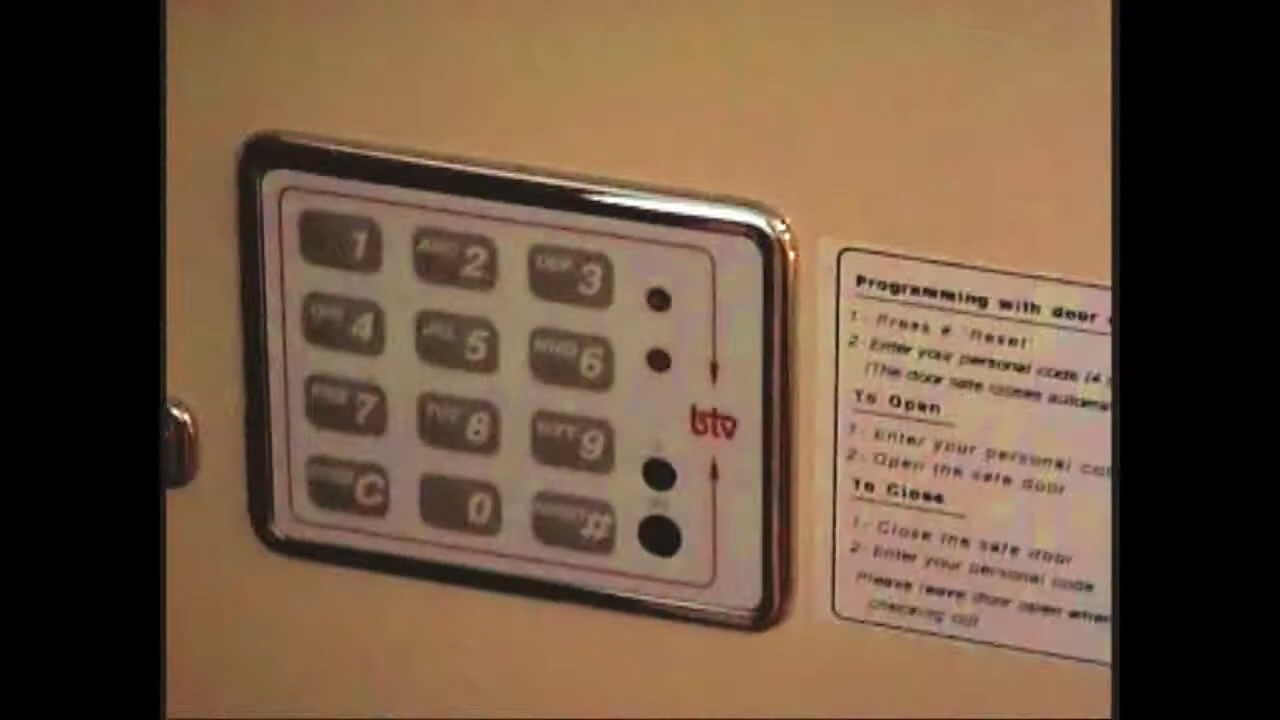 1
ABC 2
DEF 3
4
JKL 5
MNO 6
7
TUV 8
9
C
0
#
btv
Programming with door
1- Press # 'Reset'
2- Enter your personal code (4
(The door safe closes
To Open
1- Enter your personal
2- Open the safe door
To Close
1- Close the safe door
2- Enter your personal code
Please leave door open when
checking out